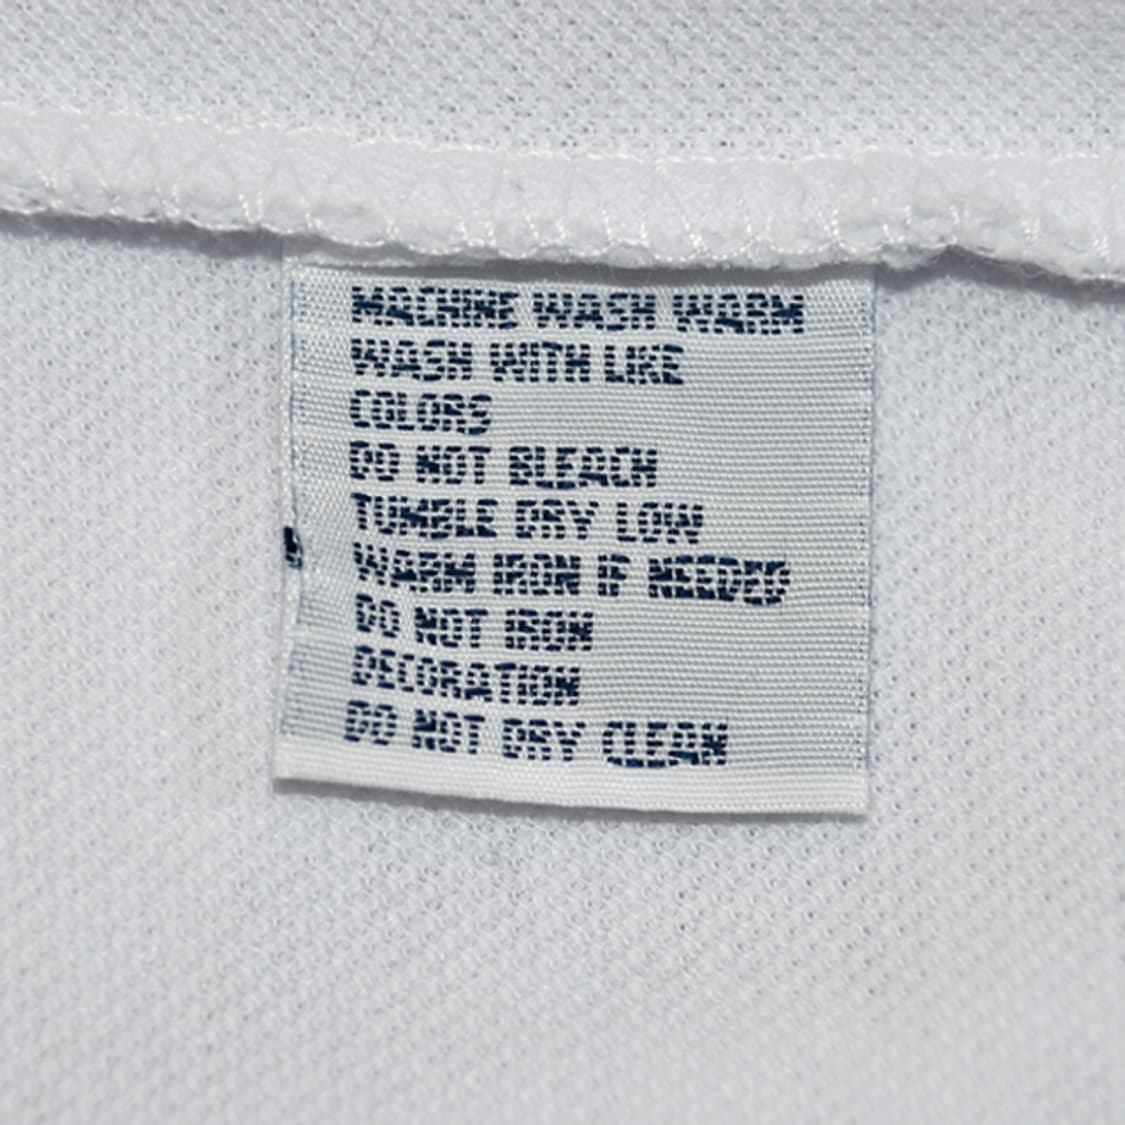 MACHINE WASH WARM
WASH WITH LIKE
COLORS
DO NOT BLEACH
TUMBLE DRY LOW
WARM IRON IF NEEDED
DO NOT IRON
DECORATION
DO NOT DRY CLEAN